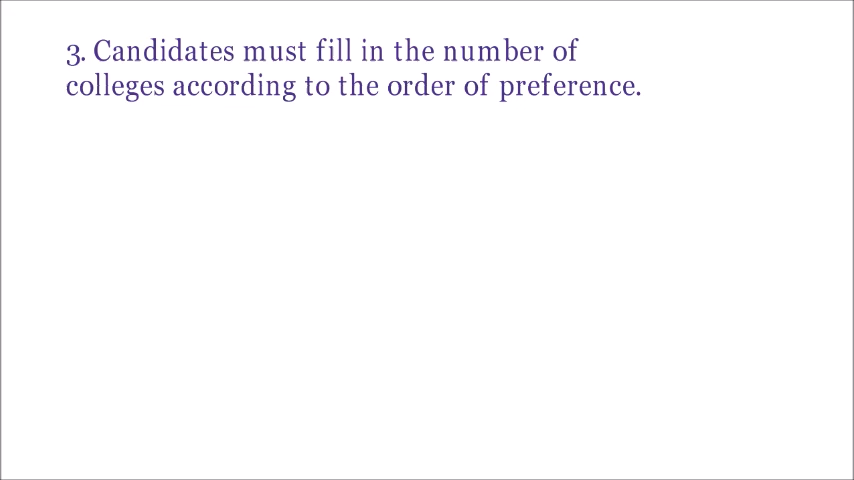 3. Candidates must fill in the number of
colleges according to the order of preference.